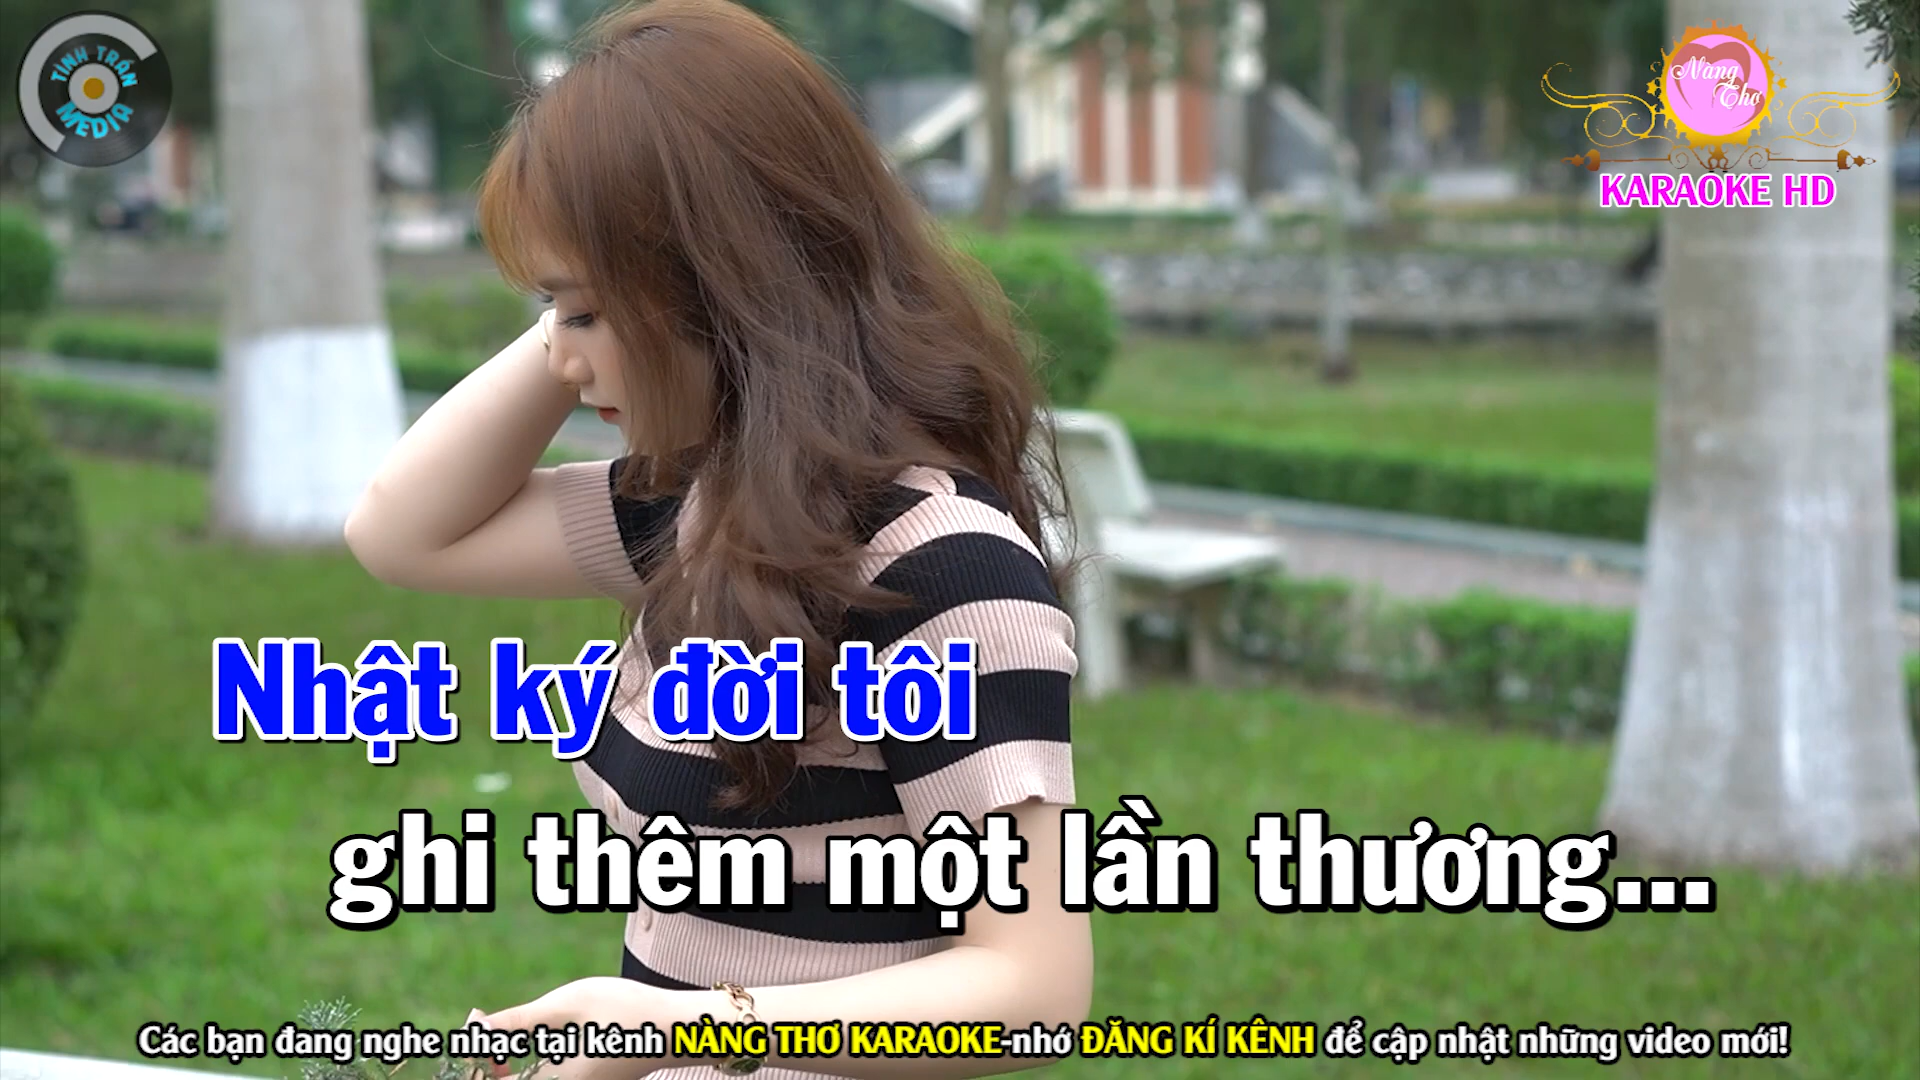 TÌNH TRẦN
MEDIA
Nàng
Thơ
KARAOKE HD
Nhật ký đời tôi
ghi thêm một lần thương...
Các bạn đang nghe nhạc tại kênh NÀNG THƠ KARAOKE-nhớ ĐĂNG KÍ KÊNH để cập nhật những video mới!